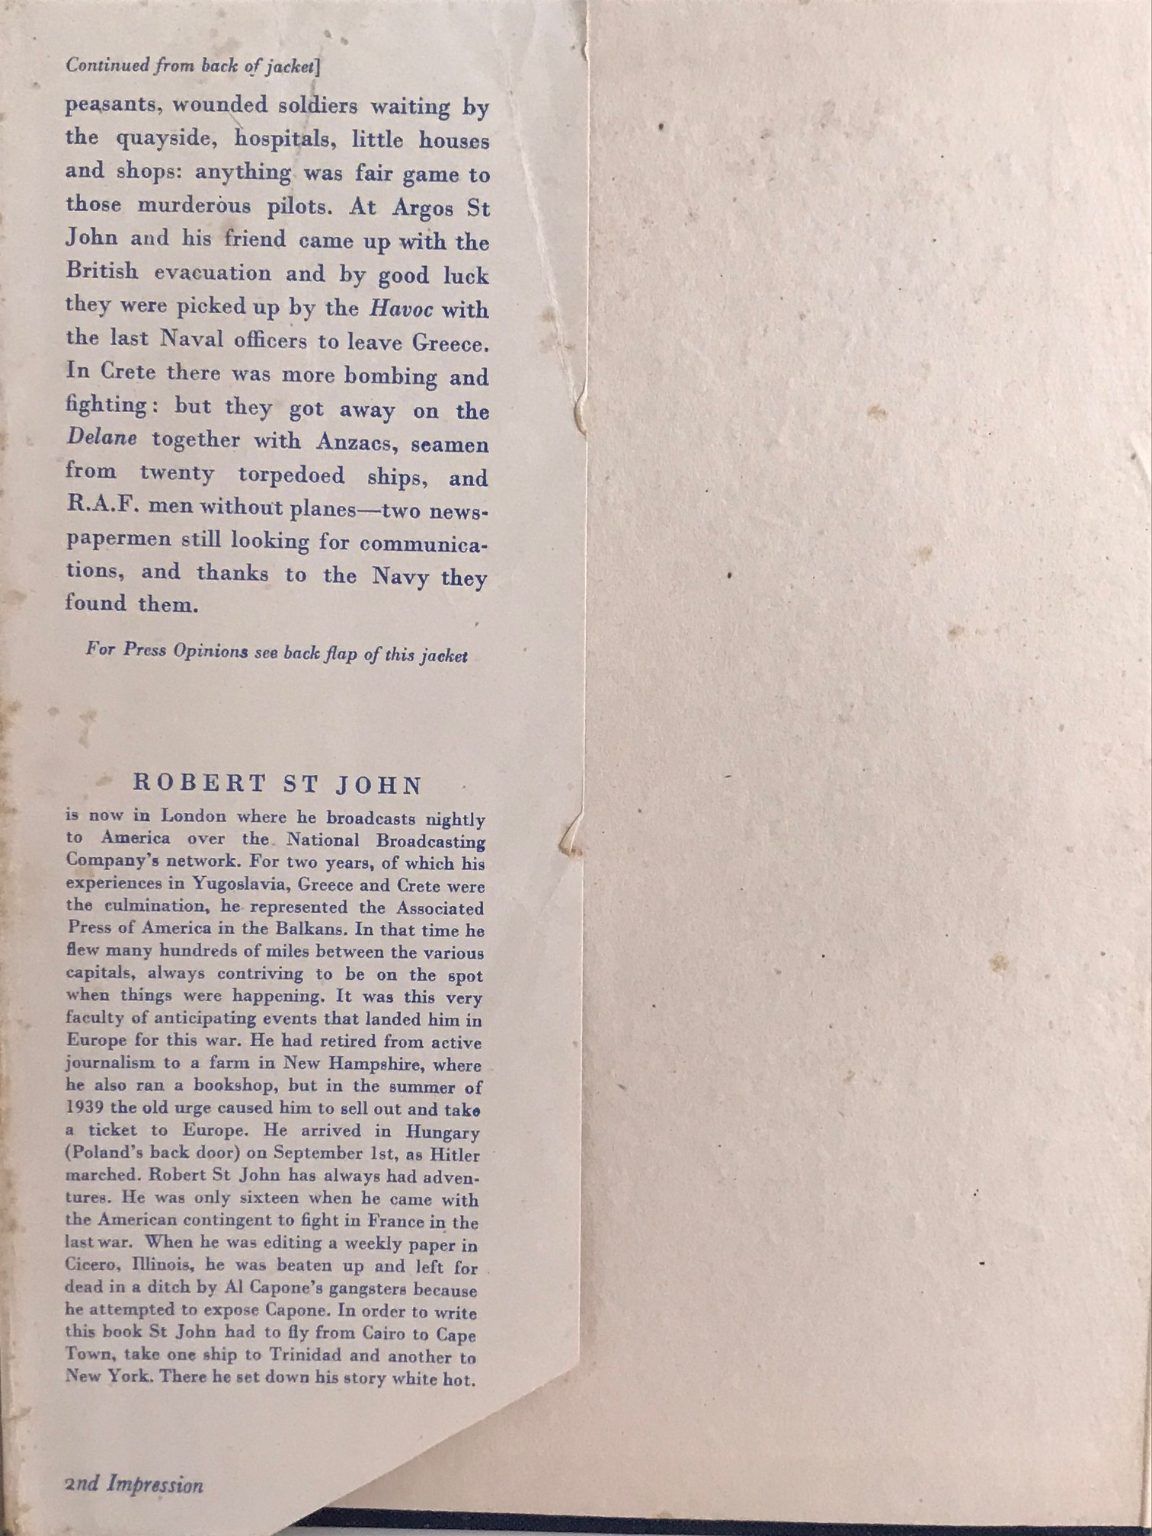 Continued from back of jacket]
peasants, wounded soldiers waiting by
the quayside, hospitals, little houses
and shops: anything was fair game to
those murderous pilots. At Argos St
John and his friend came up with the
British evacuation and by good luck
they were picked up by the Havoc with
the last Naval officers to leave Greece.
In Crete there was more bombing and
fighting: but they got away on the
Delane together with Anzacs, seamen
from twenty torpedoed ships, and
R.A.F. men without planes—two news-
papermen still looking for communica-
tions, and thanks to the Navy they
found them.
For Press Opinions see back flap of this jacket
ROBERT ST JOHN
is now in London where he broadcasts nightly
to America over the National Broadcasting
Company's network. For two years, of which his
experiences in Yugoslavia, Greece and Crete were
the culmination, he represented the Associated
Press of America in the Balkans. In that time he
flew many hundreds of miles between the various
capitals, always contriving to be on the spot
when things were happening. It was this very
faculty of anticipating events that landed him in
Europe for this war. He had retired from active
journalism to a farm in New Hampshire, where
he also ran a bookshop, but in the summer of
1939 the old urge caused him to sell out and take
a ticket to Europe. He arrived in Hungary
(Poland's back door) on September 1st, as Hitler
marched. Robert St John has always had adven-
tures. He was only sixteen when he came with
the American contingent to fight in France in the
last war. When he was editing a weekly paper in
Cicero, Illinois, he was beaten up and left for
dead in a ditch by Al Capone's gangsters because
he attempted to expose Capone. In order to write
this book St John had to fly from Cairo to Cape
Town, take one ship to Trinidad and another to
New York. There he set down his story white hot.
2nd Impression